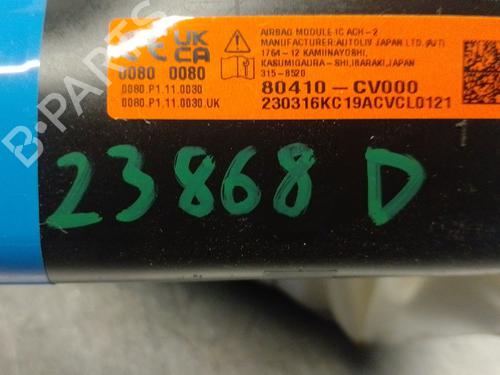 CE UK CA
0080 0080
0080.P1.11.0030
0080.P1.11.0030.UK
AIRBAG MODULE:IC ACH-2
MANUFACTURER:AUTOLIV JAPAN LTD.(AJT)
1764-12 KAMIINAYOSHI,
KASUMIGAURA-SHI,IBARAKI,JAPAN
315-8520
80410-CV000
230316KC19ACVCL0121
23868 D
B-PARTS